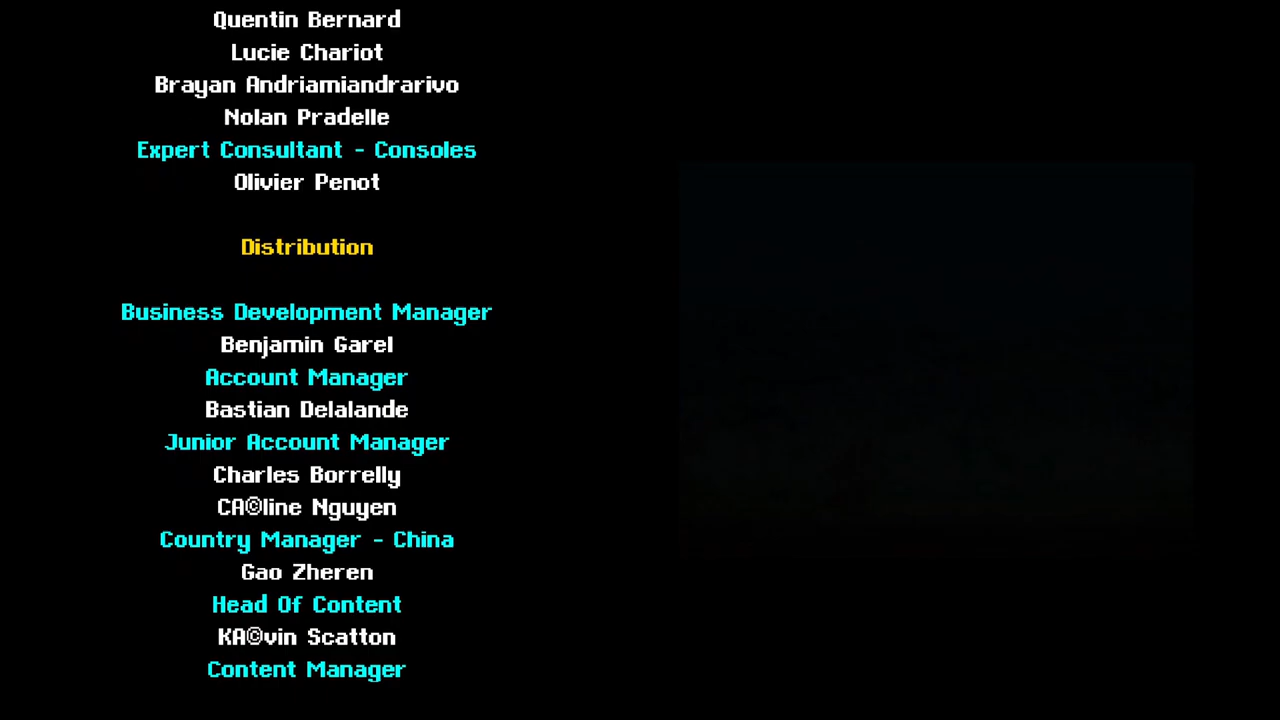 Quentin Bernard
Lucie Chariot
Brayan Andriamiandrarivo
Nolan Pradelle
Expert Consultant - Consoles
Olivier Penot
Distribution
Business Development Manager
Benjamin Garel
Account Manager
Bastian Delalande
Junior Account Manager
Charles Borrelly
CA©line Nguyen
Country Manager - China
Gao Zheren
Head Of Content
KA©vin Scatton
Content Manager